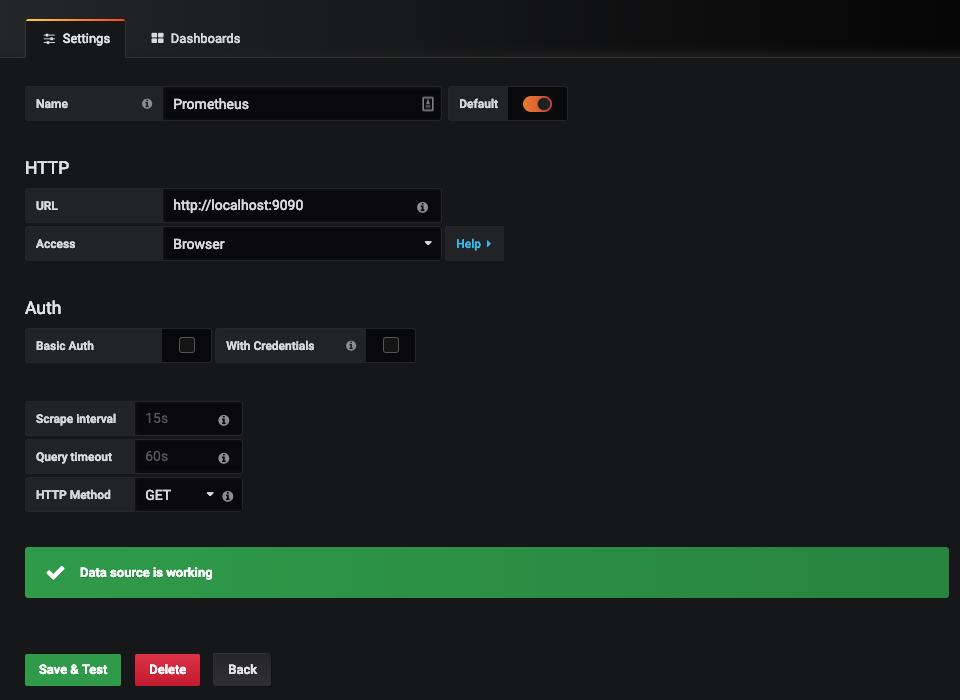 Settings Dashboards
Name Prometheus Default
HTTP
URL http://localhost:9090
Access Browser Help
Auth
Basic Auth With Credentials
Scrape interval 15s
Query timeout 60s
HTTP Method GET
Data source is working
Save & Test Delete Back